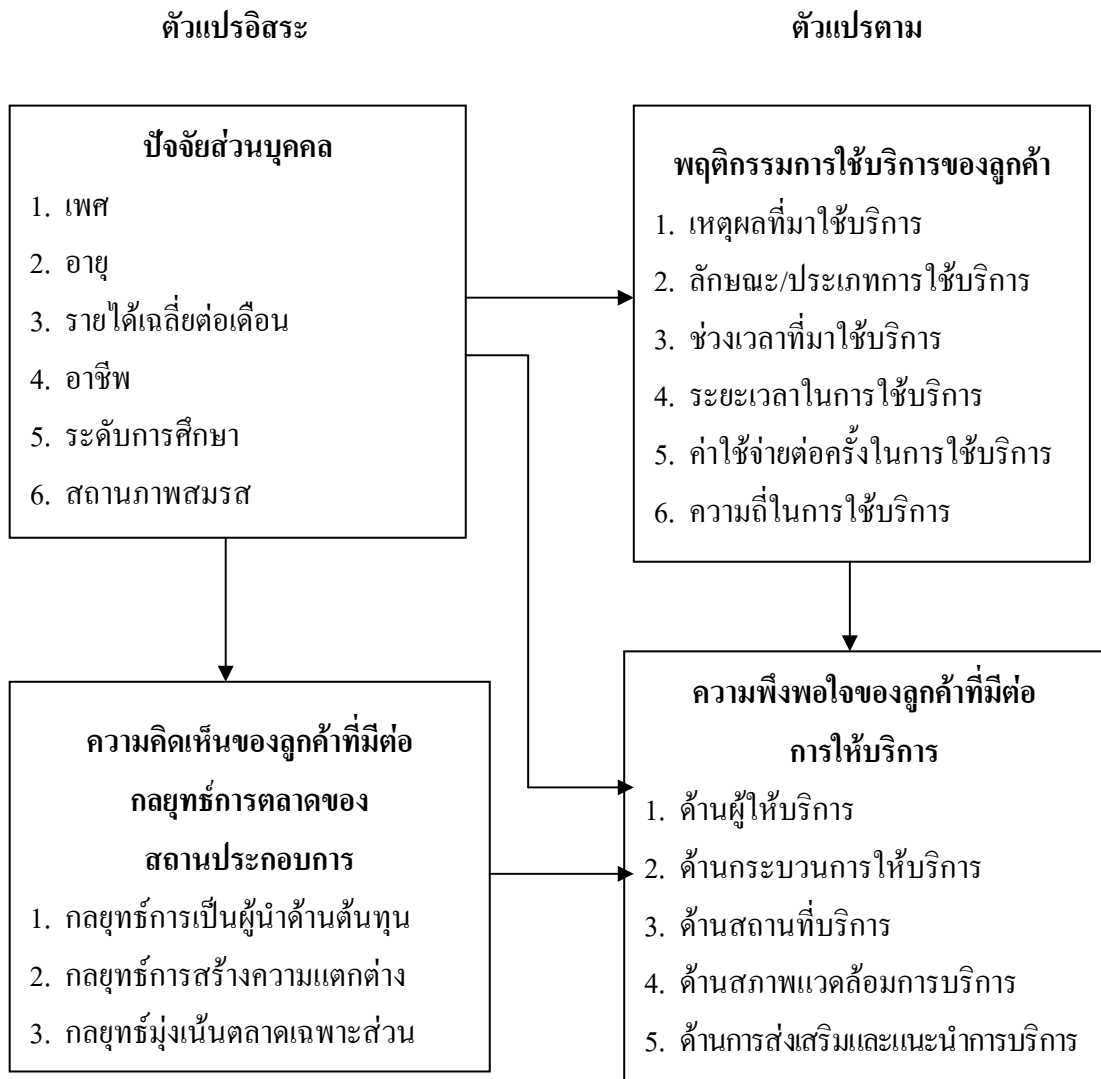 ตัวแปรอิสระ
ตัวแปรตาม
ปัจจัยส่วนบุคคล
1. เพศ
2. อายุ
3. รายได้เฉลี่ยต่อเดือน
4. อาชีพ
5. ระดับการศึกษา
6. สถานภาพสมรส
พฤติกรรมการใช้บริการของลูกค้า
1. เหตุผลที่มาใช้บริการ
2. ลักษณะ/ประเภทการใช้บริการ
3. ช่วงเวลาที่มาใช้บริการ
4. ระยะเวลาในการใช้บริการ
5. ค่าใช้จ่ายต่อครั้งในการใช้บริการ
6. ความถี่ในการใช้บริการ
ความคิดเห็นของลูกค้าที่มีต่อ
กลยุทธ์การตลาดของ
สถานประกอบการ
1. กลยุทธ์การเป็นผู้นำด้านต้นทุน
2. กลยุทธ์การสร้างความแตกต่าง
3. กลยุทธ์มุ่งเน้นตลาดเฉพาะส่วน
ความพึงพอใจของลูกค้าที่มีต่อ
การให้บริการ
1. ด้านผู้ให้บริการ
2. ด้านกระบวนการให้บริการ
3. ด้านสถานที่บริการ
4. ด้านสภาพแวดล้อมการบริการ
5. ด้านการส่งเสริมและแนะนำการบริการ